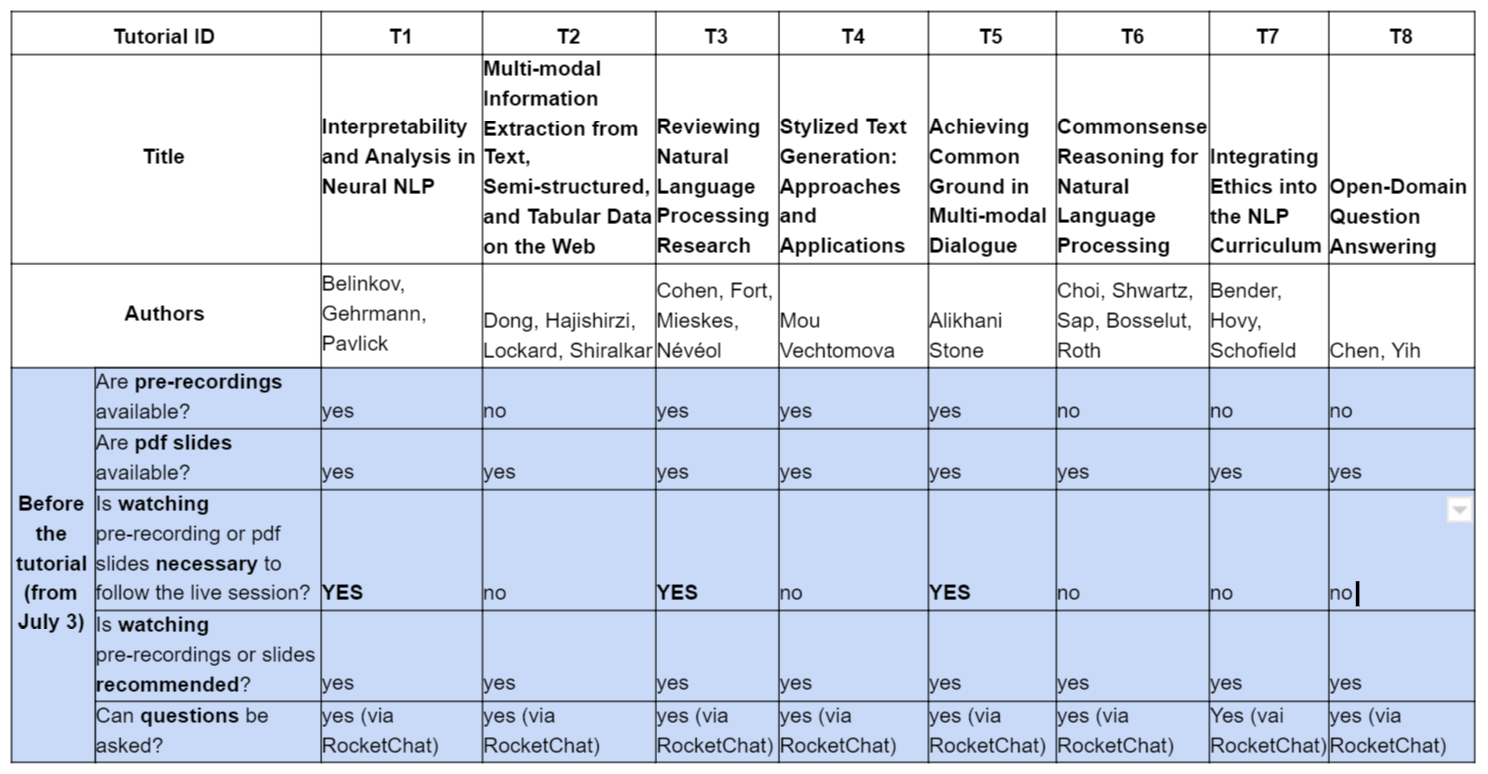 Tutorial ID T1 T2 T3 T4 T5 T6 T7 T8
Title
Interpretability
and Analysis in
Neural NLP
Multi-modal
Information
Extraction from
Text,
Semi-structured,
and Tabular Data
on the Web
Reviewing
Natural
Language
Processing
Research
Stylized Text
Generation:
Approaches
and
Applications
Achieving
Common
Ground in
Multi-modal
Dialogue
Commonsense
Reasoning for
Natural
Language
Processing
Integrating
Ethics into
the NLP
Curriculum
Open-Domain
Question
Answering
Authors
Belinkov,
Gehrmann,
Pavlick
Dong, Hajishirzi,
Lockard, Shiralkar
Cohen, Fort,
Mieskes,
Névéol
Mou
Vechtomova
Alikhani
Stone
Choi, Shwartz,
Sap, Bosselut,
Roth
Bender,
Hovy,
Schofield
Chen, Yih
Before
the
tutorial
(from
July 3)
Are pre-recordings
available?
yes no yes yes yes no no no
Are pdf slides
available?
yes yes yes yes yes yes yes yes
Is watching
pre-recording or pdf
slides necessary to
follow the live session?
YES no YES no YES no no no
Is watching
pre-recordings or slides
recommended?
yes yes yes yes yes yes yes yes
Can questions be
asked?
yes (via
RocketChat)
yes (via
RocketChat)
yes (via
RocketChat)
yes (via
RocketChat)
yes (via
RocketChat)
yes (via
RocketChat)
Yes (vai
RocketChat)
yes (via
RocketChat)